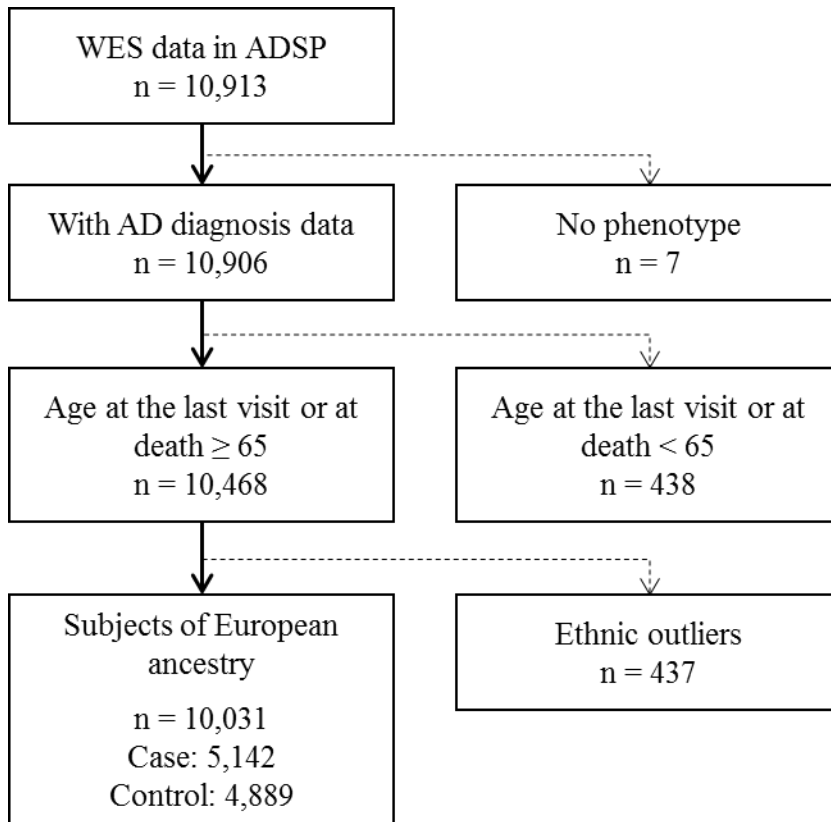 WES data in ADSP
n = 10,913
With AD diagnosis data
n = 10,906
No phenotype
n = 7
Age at the last visit or at
death ≥ 65
n = 10,468
Age at the last visit or at
death < 65
n = 438
Subjects of European
ancestry
n = 10,031
Case: 5,142
Control: 4,889
Ethnic outliers
n = 437